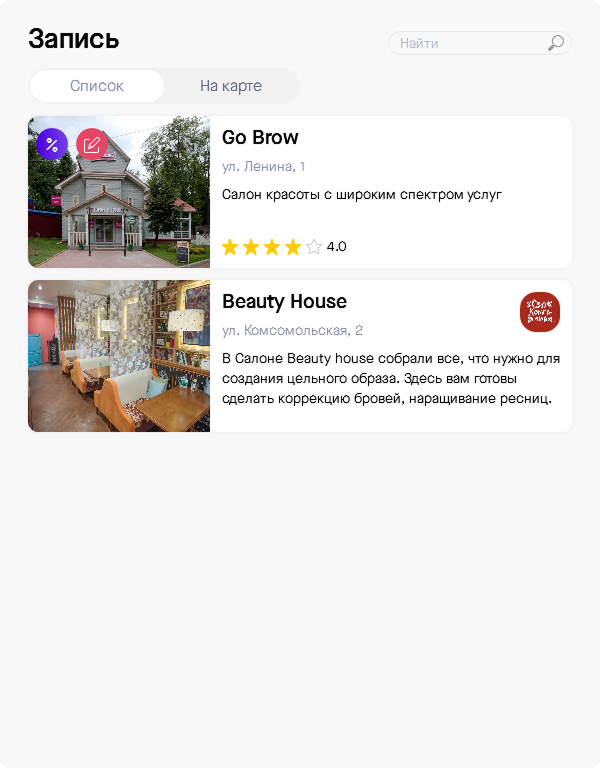 Запись
Найти
Список
На карте
Go Brow
ул. Ленина, 1
Салон красоты с широким спектром услуг
4.0
Beauty House
ул. Комсомольская, 2
В Салоне Beauty house собрали все, что нужно для
создания цельного образа. Здесь вам готовы
сделать коррекцию бровей, наращивание ресниц.